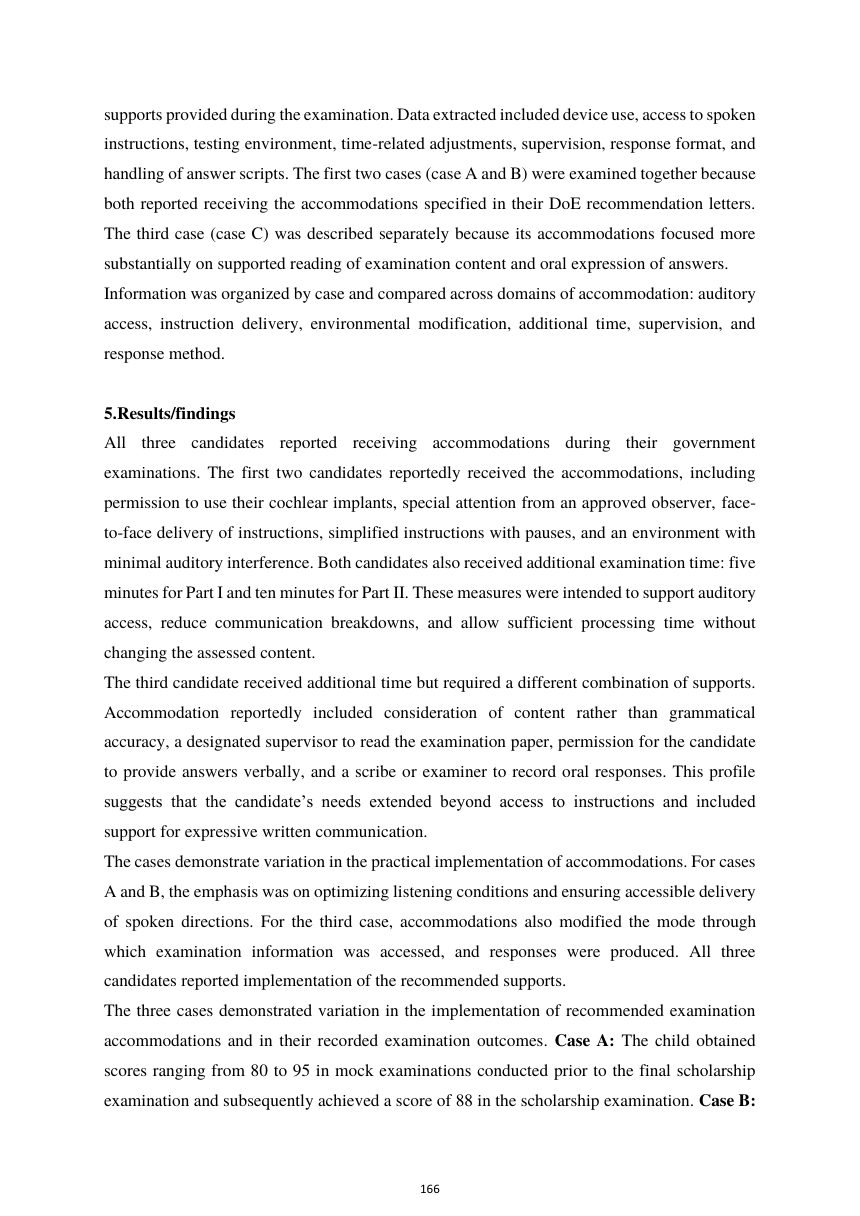 supports provided during the examination. Data extracted included device use, access to spoken
instructions, testing environment, time-related adjustments, supervision, response format, and
handling of answer scripts. The first two cases (case A and B) were examined together because
both reported receiving the accommodations specified in their DoE recommendation letters.
The third case (case C) was described separately because its accommodations focused more
substantially on supported reading of examination content and oral expression of answers.
Information was organized by case and compared across domains of accommodation: auditory
access, instruction delivery, environmental modification, additional time, supervision, and
response method.
5.Results/findings
All three candidates reported receiving accommodations during their government
examinations. The first two candidates reportedly received the accommodations, including
permission to use their cochlear implants, special attention from an approved observer, face-
to-face delivery of instructions, simplified instructions with pauses, and an environment with
minimal auditory interference. Both candidates also received additional examination time: five
minutes for Part I and ten minutes for Part II. These measures were intended to support auditory
access, reduce communication breakdowns, and allow sufficient processing time without
changing the assessed content.
The third candidate received additional time but required a different combination of supports.
Accommodation reportedly included consideration of content rather than grammatical
accuracy, a designated supervisor to read the examination paper, permission for the candidate
to provide answers verbally, and a scribe or examiner to record oral responses. This profile
suggests that the candidate’s needs extended beyond access to instructions and included
support for expressive written communication.
The cases demonstrate variation in the practical implementation of accommodations. For cases
A and B, the emphasis was on optimizing listening conditions and ensuring accessible delivery
of spoken directions. For the third case, accommodations also modified the mode through
which examination information was accessed, and responses were produced. All three
candidates reported implementation of the recommended supports.
The three cases demonstrated variation in the implementation of recommended examination
accommodations and in their recorded examination outcomes. Case A: The child obtained
scores ranging from 80 to 95 in mock examinations conducted prior to the final scholarship
examination and subsequently achieved a score of 88 in the scholarship examination. Case B:
166